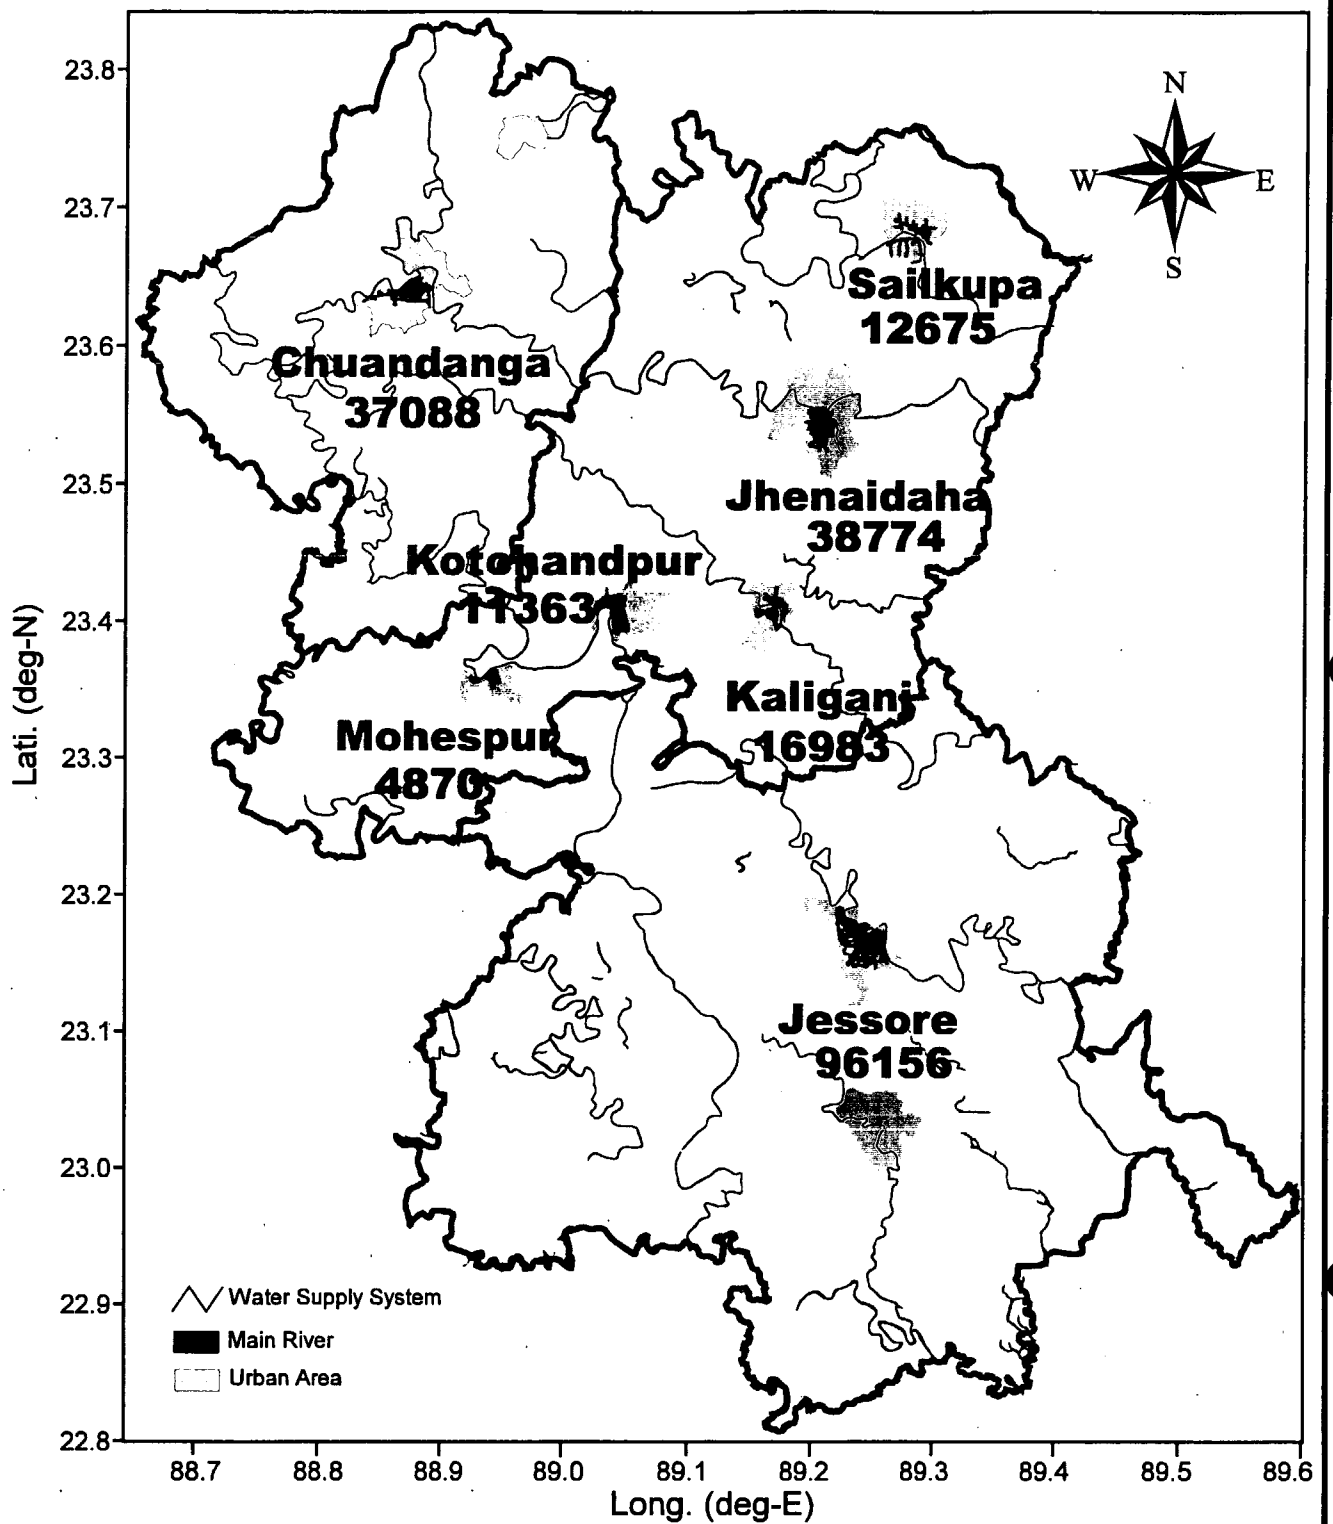 N
W E
S
23.8
23.7
23.6
23.5
23.4
23.3
23.2
23.1
23.0
22.9
22.8
Lati. (deg-N)
Sailkupa
12675
Chuandanga
37088
Jhenaidaha
38774
Kotchandpur
11363
Kaliganj
16983
Mohespur
4870
Jessore
96156
Water Supply System
Main River
Urban Area
88.7 88.8 88.9 89.0 89.1 89.2 89.3 89.4 89.5 89.6
Long. (deg-E)